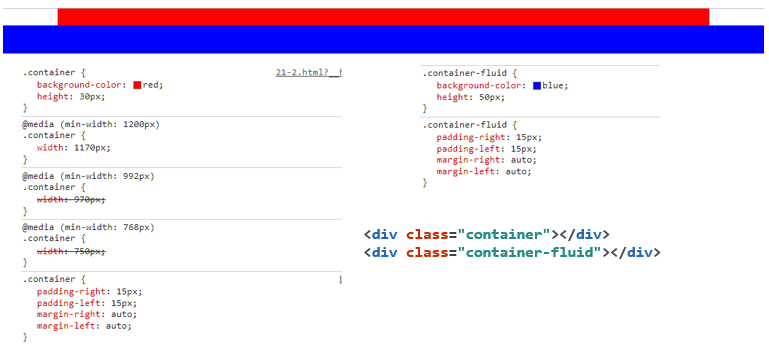 .container {
21-2.html?__h
background-color: red;
height: 30px;
}
@media (min-width: 1200px)
.container {
width: 1170px;
}
@media (min-width: 992px)
.container {
width: 970px;
}
@media (min-width: 768px)
.container {
width: 750px;
}
.container {
padding-right: 15px;
padding-left: 15px;
margin-right: auto;
margin-left: auto;
}
.container-fluid {
background-color: blue;
height: 50px;
}
.container-fluid {
padding-right: 15px;
padding-left: 15px;
margin-right: auto;
margin-left: auto;
}
<div class="container"></div>
<div class="container-fluid"></div>